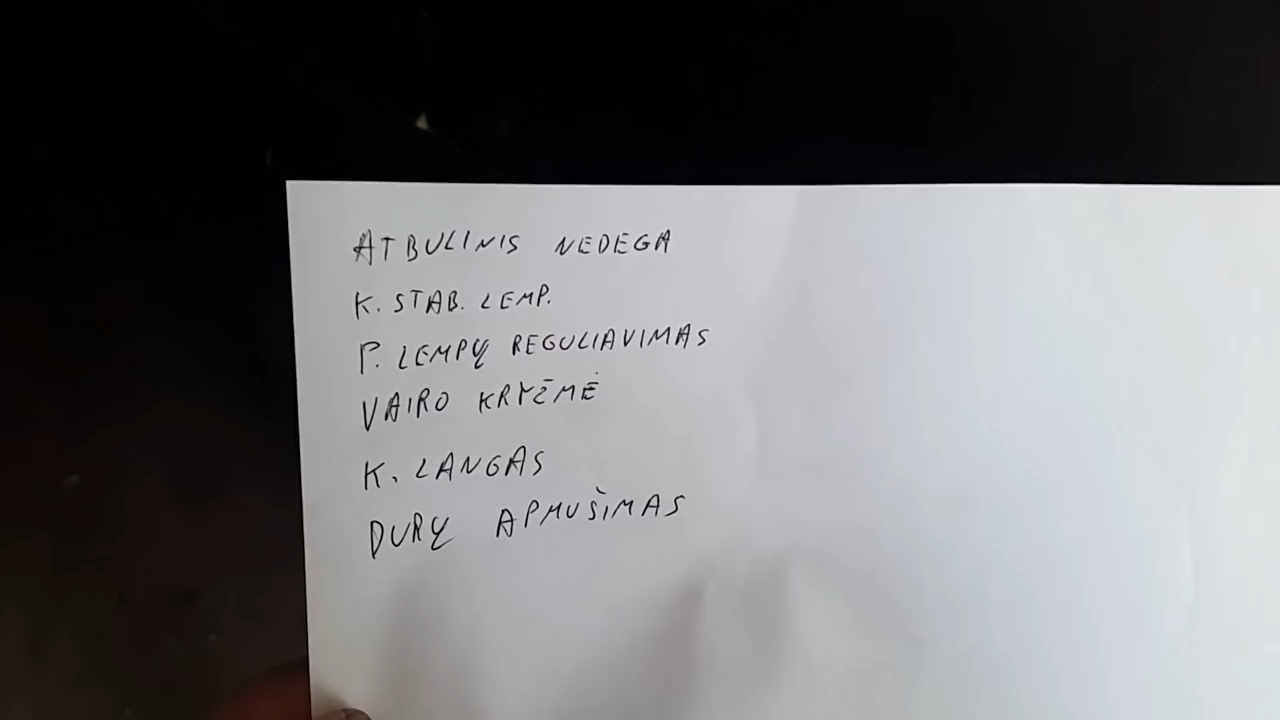 ATBULINIS NEDEGA
K. STAB. LEMP.
P. LEMPŲ REGULIAVIMAS
VAIRO KRYŽMĖ
K. LANGAS
DURŲ APMUŠIMAS